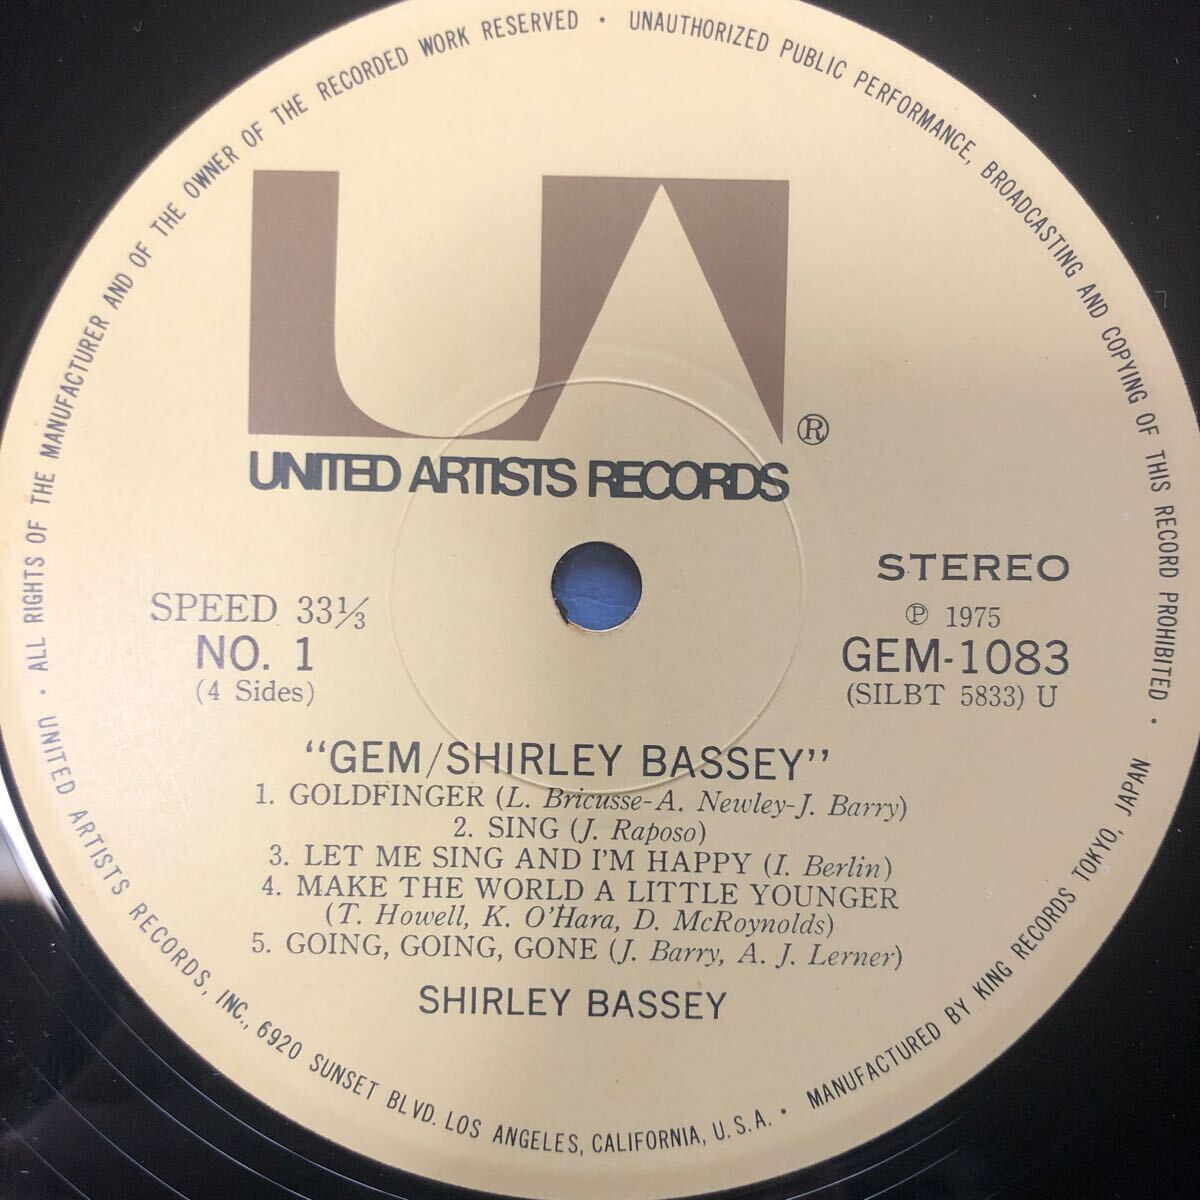 UA
®
UNITED ARTISTS RECORDS
STEREO
SPEED 33⅓
Ⓟ 1975
NO. 1
GEM-1083
(4 Sides)
(SILBT 5833) U
"GEM/SHIRLEY BASSEY"
1. GOLDFINGER (L. Bricusse-A. Newley-J. Barry)
2. SING (J. Raposo)
3. LET ME SING AND I'M HAPPY (I. Berlin)
4. MAKE THE WORLD A LITTLE YOUNGER
(T. Howell, K. O'Hara, D. McRoynolds)
5. GOING, GOING, GONE (J. Barry, A. J. Lerner)
SHIRLEY BASSEY
· ALL RIGHTS OF THE MANUFACTURER AND OF THE OWNER OF THE RECORDED WORK RESERVED · UNAUTHORIZED PUBLIC PERFORMANCE, BROADCASTING AND COPYING OF THIS RECORD PROHIBITED ·
UNITED ARTISTS RECORDS, INC., 6920 SUNSET BLVD. LOS ANGELES, CALIFORNIA, U.S.A. · MANUFACTURED BY KING RECORDS TOKYO, JAPAN